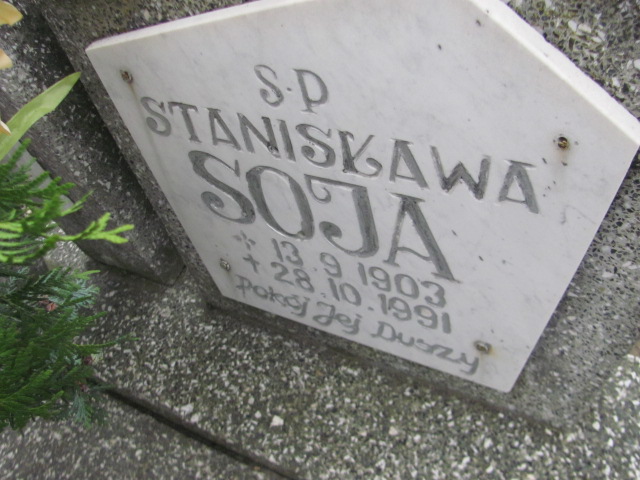 S.P
STANISŁAWA
SOJA
* 13.9.1903
+ 28.10.1991
Pokój Jej Duszy